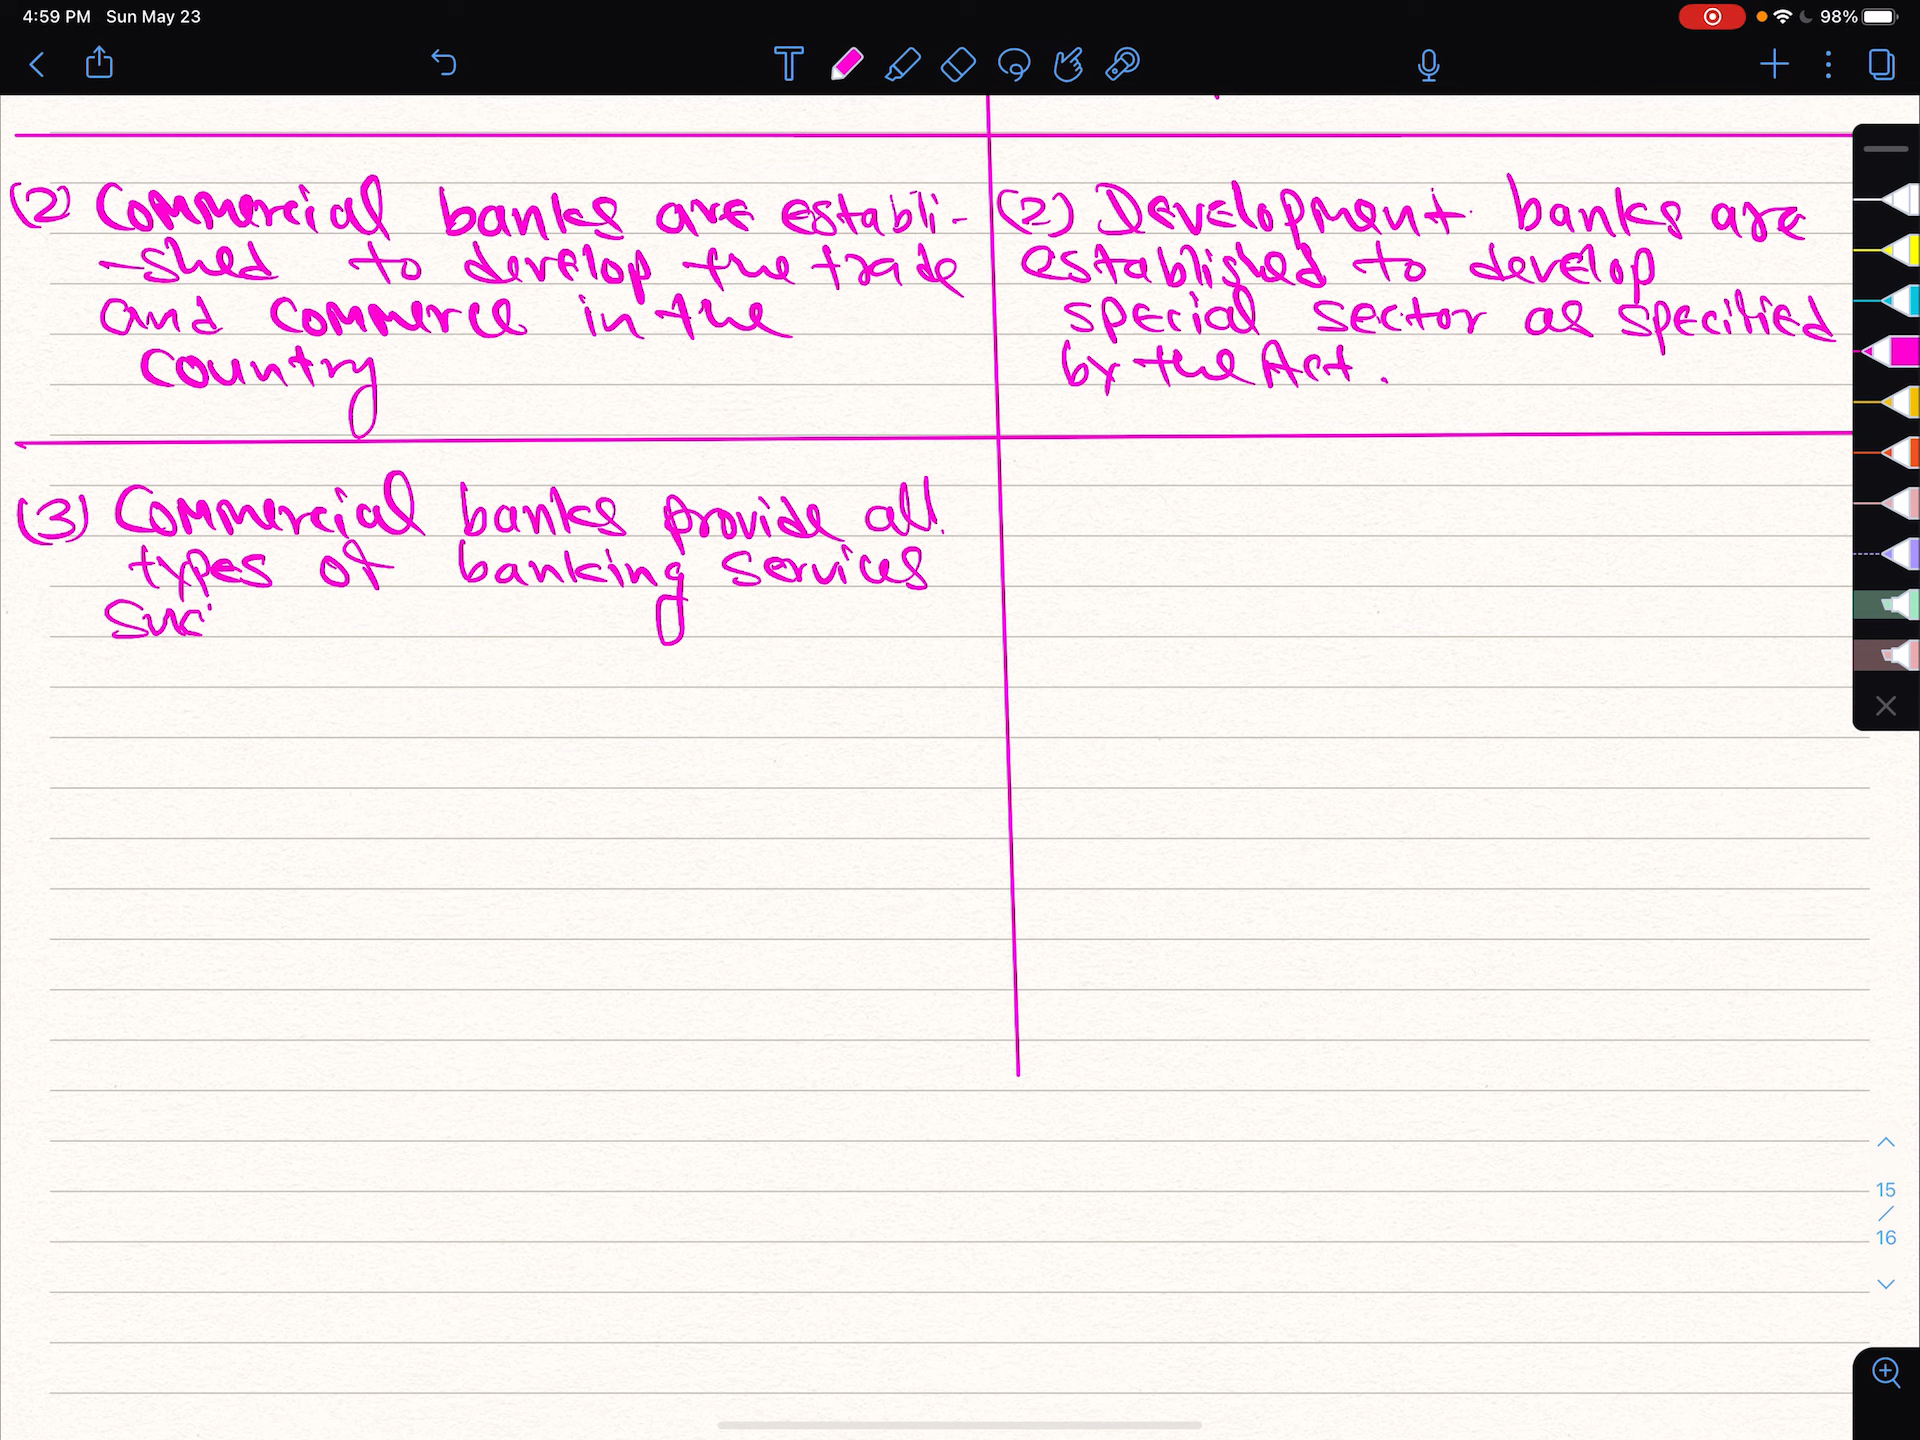 4:59 PM Sun May 23
98%
(2) Commercial banks are establi-
-shed to develop the trade
and commerce in the
country
(2) Development banks are
established to develop
special sector as specified
by the Act.
(3) Commercial banks provide all
types of banking services
Suc
15
/
16